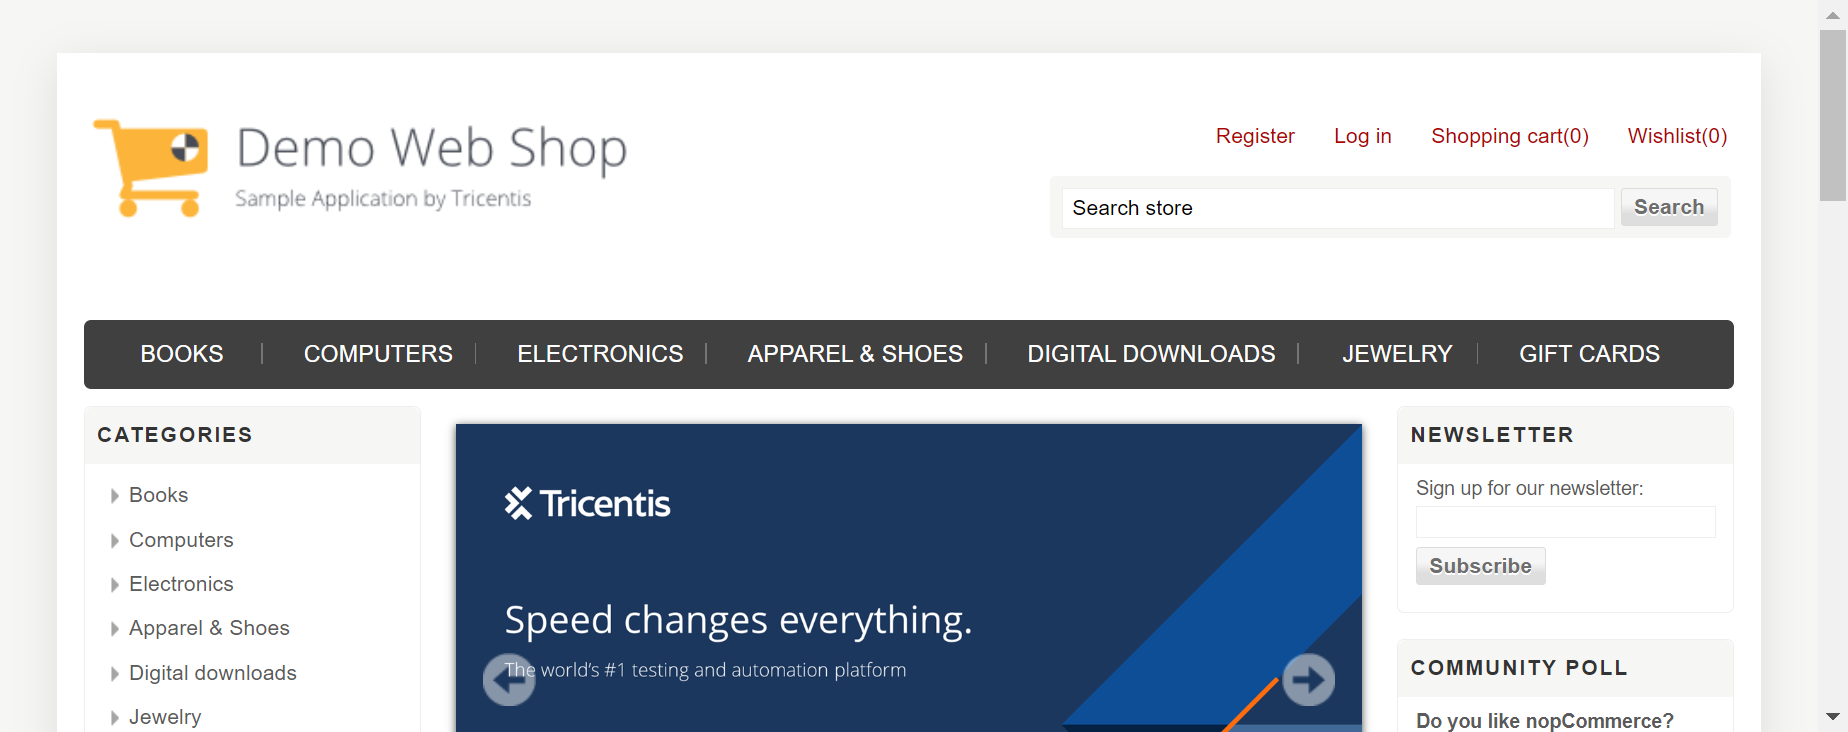 Demo Web Shop
Sample Application by Tricentis
Register Log in Shopping cart(0) Wishlist(0)
Search store Search
BOOKS COMPUTERS ELECTRONICS APPAREL & SHOES DIGITAL DOWNLOADS JEWELRY GIFT CARDS
CATEGORIES
Books
Computers
Electronics
Apparel & Shoes
Digital downloads
Jewelry
Tricentis
Speed changes everything.
The world's #1 testing and automation platform
NEWSLETTER
Sign up for our newsletter:
Subscribe
COMMUNITY POLL
Do you like nopCommerce?